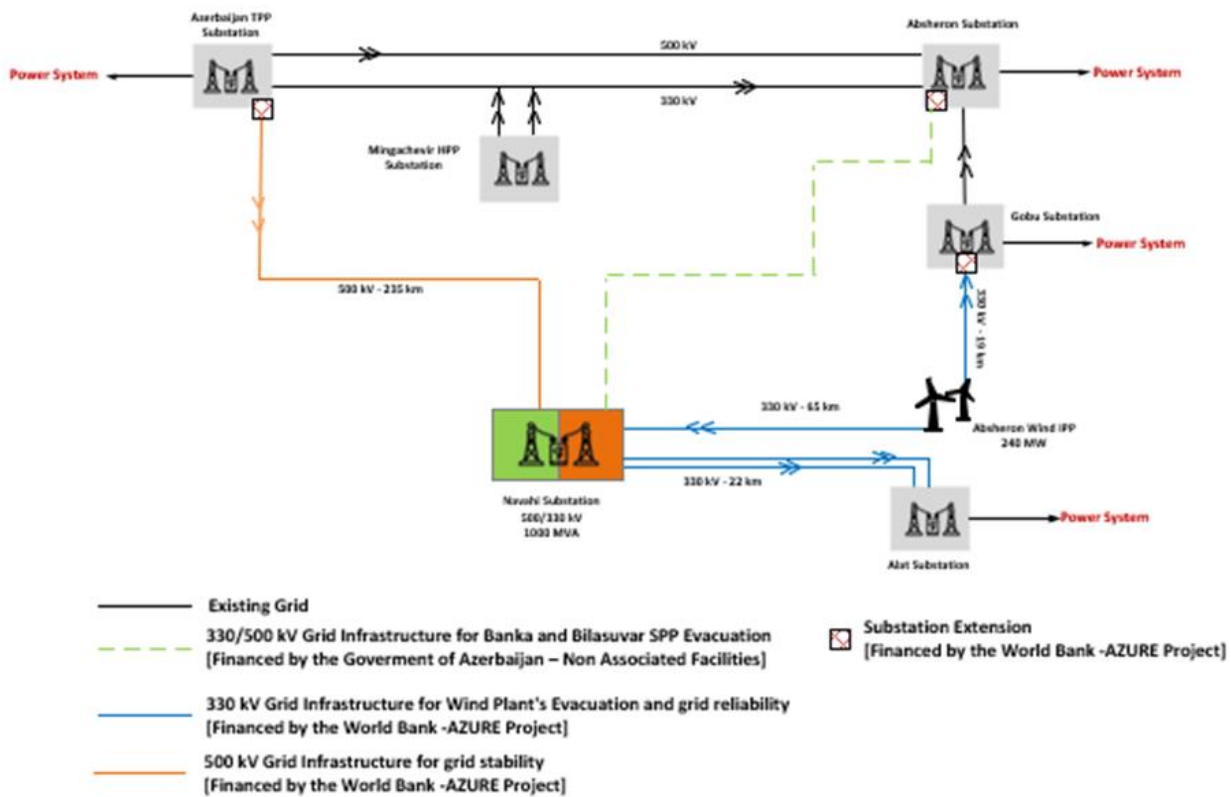 Azerbaijan TPP
Substation
Absheron Substation
500 kV
Power System
Power System
330 kV
Mingachevir HPP
Substation
Gobu Substation
Power System
500 kV - 235 km
330 kV - 19 km
330 kV - 65 km
Absheron Wind IPP
240 MW
330 kV - 22 km
Navahi Substation
500/330 kV
1000 MVA
Power System
Alat Substation
Existing Grid
330/500 kV Grid Infrastructure for Banka and Bilasuvar SPP Evacuation
[Financed by the Goverment of Azerbaijan – Non Associated Facilities]
Substation Extension
[Financed by the World Bank -AZURE Project]
330 kV Grid Infrastructure for Wind Plant's Evacuation and grid reliability
[Financed by the World Bank -AZURE Project]
500 kV Grid Infrastructure for grid stability
[Financed by the World Bank -AZURE Project]